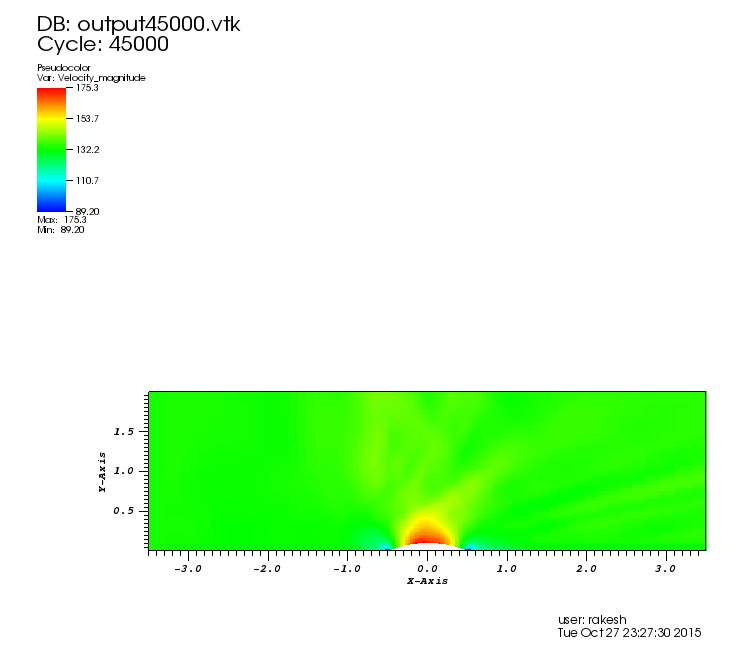 DB: output45000.vtk
Cycle: 45000
Pseudocolor
Var: Velocity_magnitude
175.3
153.7
132.2
110.7
89.20
Max: 175.3
Min: 89.20
1.5
1.0
0.5
Y-Axis
-3.0 -2.0 -1.0 0.0 1.0 2.0 3.0
X-Axis
user: rakesh
Tue Oct 27 23:27:30 2015